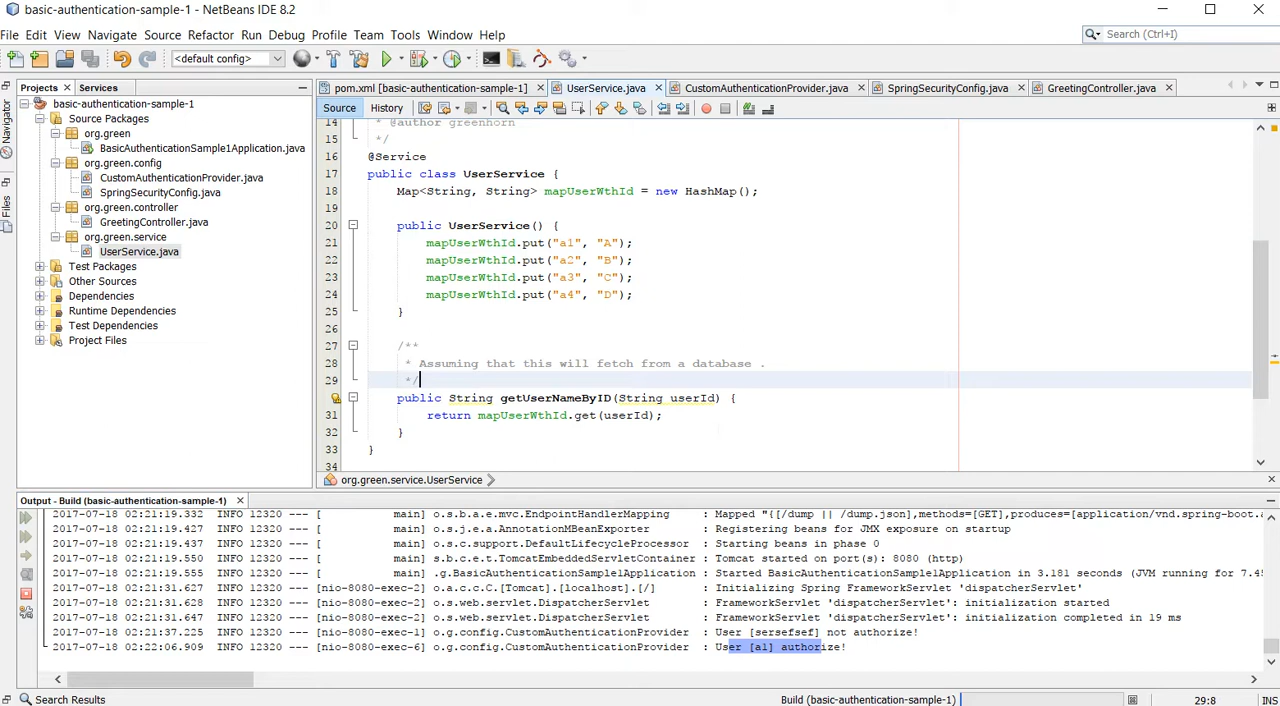 basic-authentication-sample-1 - NetBeans IDE 8.2
File Edit View Navigate Source Refactor Run Debug Profile Team Tools Window Help
Search (Ctrl+I)
<default config>
Projects Services
pom.xml [basic-authentication-sample-1] UserService.java CustomAuthenticationProvider.java SpringSecurityConfig.java GreetingController.java
Source History
Navigator
Files
basic-authentication-sample-1
Source Packages
org.green
BasicAuthenticationSample1Application.java
org.green.config
CustomAuthenticationProvider.java
SpringSecurityConfig.java
org.green.controller
GreetingController.java
org.green.service
UserService.java
Test Packages
Other Sources
Dependencies
Runtime Dependencies
Test Dependencies
Project Files
14 * @author greenhorn
15 */
16 @Service
17 public class UserService {
18 Map<String, String> mapUserWthId = new HashMap();
19
20 public UserService() {
21 mapUserWthId.put("a1", "A");
22 mapUserWthId.put("a2", "B");
23 mapUserWthId.put("a3", "C");
24 mapUserWthId.put("a4", "D");
25 }
26
27 /**
28 * Assuming that this will fetch from a database .
29 */
public String getUserNameByID(String userId) {
31 return mapUserWthId.get(userId);
32 }
33 }
34
org.green.service.UserService
Output - Build (basic-authentication-sample-1)
2017-07-18 02:21:19.332 INFO 12320 --- [ main] o.s.b.a.e.mvc.EndpointHandlerMapping : Mapped "{[/dump || /dump.json],methods=[GET],produces=[application/vnd.spring-boot.a
2017-07-18 02:21:19.427 INFO 12320 --- [ main] o.s.j.e.a.AnnotationMBeanExporter : Registering beans for JMX exposure on startup
2017-07-18 02:21:19.437 INFO 12320 --- [ main] o.s.c.support.DefaultLifecycleProcessor : Starting beans in phase 0
2017-07-18 02:21:19.550 INFO 12320 --- [ main] s.b.c.e.t.TomcatEmbeddedServletContainer : Tomcat started on port(s): 8080 (http)
2017-07-18 02:21:19.555 INFO 12320 --- [ main] .g.BasicAuthenticationSample1Application : Started BasicAuthenticationSample1Application in 3.181 seconds (JVM running for 7.45
2017-07-18 02:21:31.627 INFO 12320 --- [nio-8080-exec-2] o.a.c.c.C.[Tomcat].[localhost].[/] : Initializing Spring FrameworkServlet 'dispatcherServlet'
2017-07-18 02:21:31.628 INFO 12320 --- [nio-8080-exec-2] o.s.web.servlet.DispatcherServlet : FrameworkServlet 'dispatcherServlet': initialization started
2017-07-18 02:21:31.647 INFO 12320 --- [nio-8080-exec-2] o.s.web.servlet.DispatcherServlet : FrameworkServlet 'dispatcherServlet': initialization completed in 19 ms
2017-07-18 02:21:37.225 INFO 12320 --- [nio-8080-exec-1] o.g.config.CustomAuthenticationProvider : User [sersefsef] not authorize!
2017-07-18 02:22:06.909 INFO 12320 --- [nio-8080-exec-6] o.g.config.CustomAuthenticationProvider : User [a1] authorize!
Search Results Build (basic-authentication-sample-1) 29:8 INS